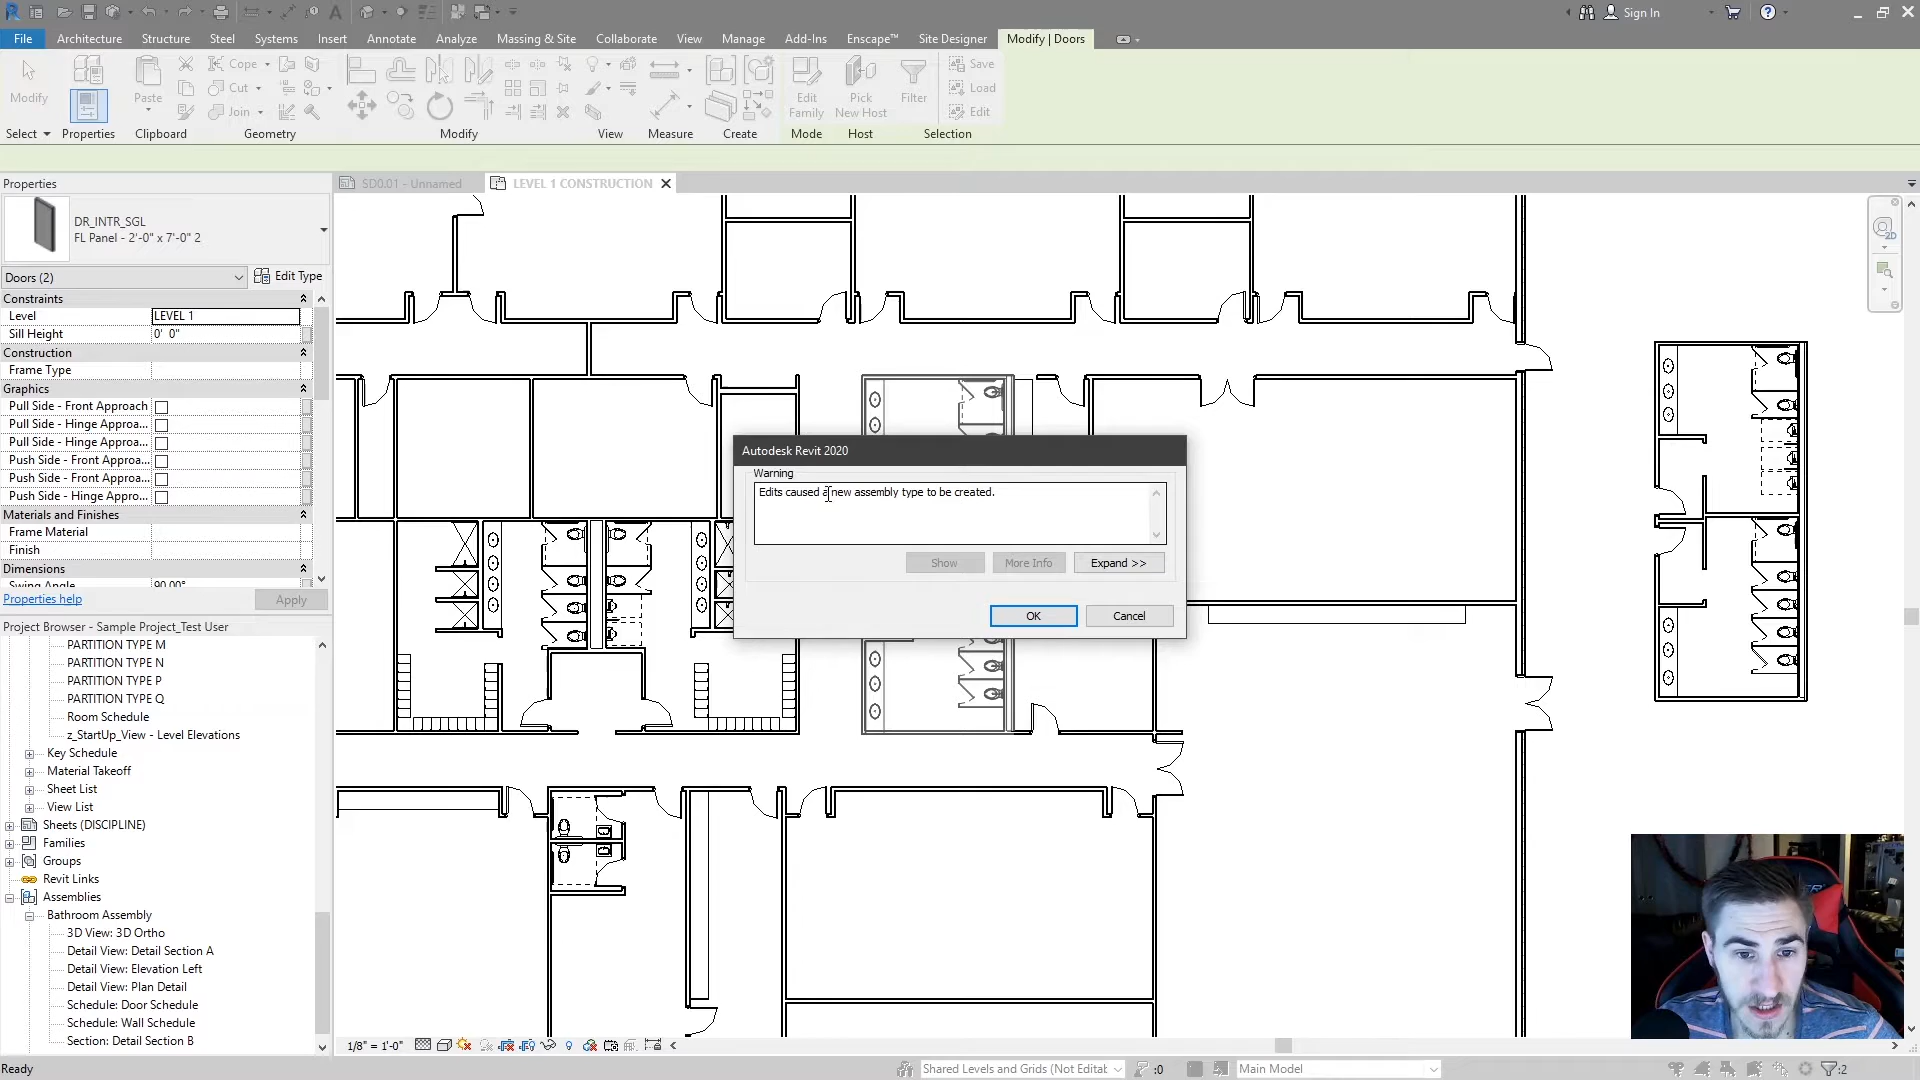 Sign In
File Architecture Structure Steel Systems Insert Annotate Analyze Massing & Site Collaborate View Manage Add-Ins Enscape™ Site Designer Modify | Doors
Modify
Paste
Cope
Cut
Join
Edit
Family
Pick
New Host
Filter
Save
Load
Edit
Select Properties Clipboard Geometry Modify View Measure Create Mode Host Selection
Properties
SD0.01 - Unnamed
LEVEL 1 CONSTRUCTION
DR_INTR_SGL
FL Panel - 2'-0" x 7'-0" 2
Doors (2)
Edit Type
Constraints
Level LEVEL 1
Sill Height 0' 0"
Construction
Frame Type
Graphics
Pull Side - Front Approach
Pull Side - Hinge Approa...
Pull Side - Hinge Approa...
Push Side - Front Approa...
Push Side - Front Approa...
Push Side - Hinge Appro...
Materials and Finishes
Frame Material
Finish
Dimensions
Swing Angle 90.00°
Properties help
Apply
Project Browser - Sample Project_Test User
PARTITION TYPE M
PARTITION TYPE N
PARTITION TYPE P
PARTITION TYPE Q
Room Schedule
z_StartUp_View - Level Elevations
Key Schedule
Material Takeoff
Sheet List
View List
Sheets (DISCIPLINE)
Families
Groups
Revit Links
Assemblies
Bathroom Assembly
3D View: 3D Ortho
Detail View: Detail Section A
Detail View: Elevation Left
Detail View: Plan Detail
Schedule: Door Schedule
Schedule: Wall Schedule
Section: Detail Section B
Autodesk Revit 2020
Warning
Edits caused a new assembly type to be created.
Show
More Info
Expand >>
OK
Cancel
2D
1/8" = 1'-0"
Ready
Shared Levels and Grids (Not Editat
:0
Main Model
:2